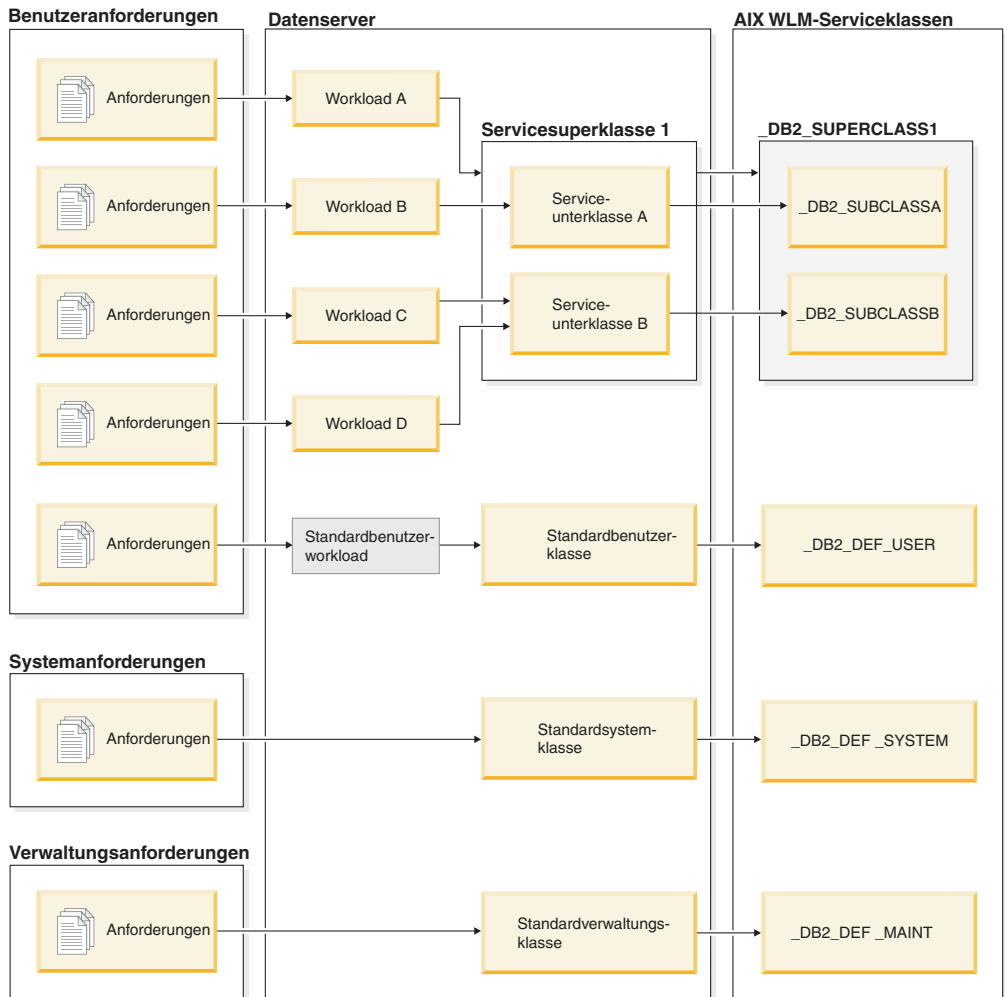 Benutzeranforderungen
Datenserver
AIX WLM-Serviceklassen
Anforderungen
Workload A
Servicesuperklasse 1
_DB2_SUPERCLASS1
Anforderungen
Workload B
Service-
unterklasse A
_DB2_SUBCLASSA
Anforderungen
Workload C
Service-
unterklasse B
_DB2_SUBCLASSB
Anforderungen
Workload D
Anforderungen
Standardbenutzer-
workload
Standardbenutzer-
klasse
_DB2_DEF_USER
Systemanforderungen
Anforderungen
Standardsystem-
klasse
_DB2_DEF _SYSTEM
Verwaltungsanforderungen
Anforderungen
Standardverwaltungs-
klasse
_DB2_DEF _MAINT